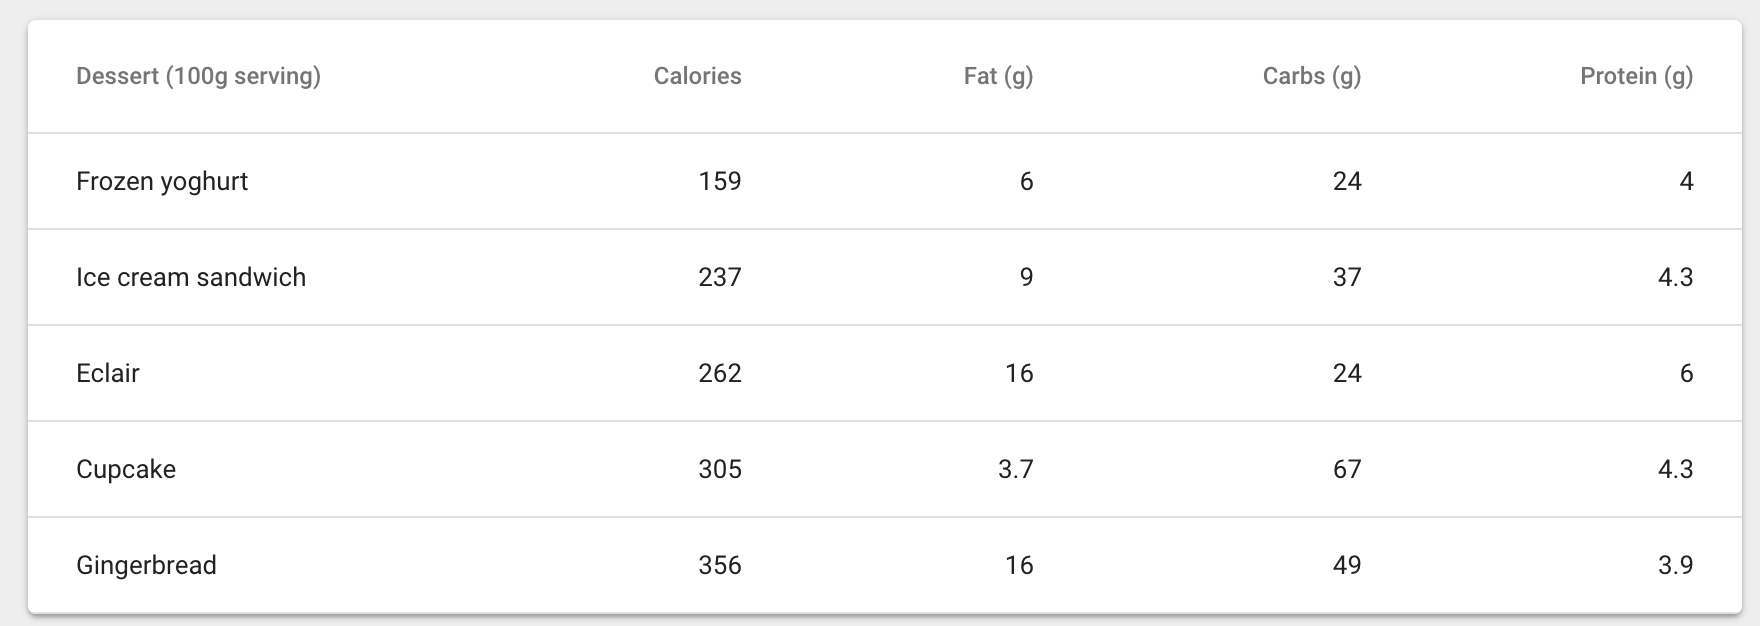 Dessert (100g serving) Calories Fat (g) Carbs (g) Protein (g)
Frozen yoghurt 159 6 24 4
Ice cream sandwich 237 9 37 4.3
Eclair 262 16 24 6
Cupcake 305 3.7 67 4.3
Gingerbread 356 16 49 3.9